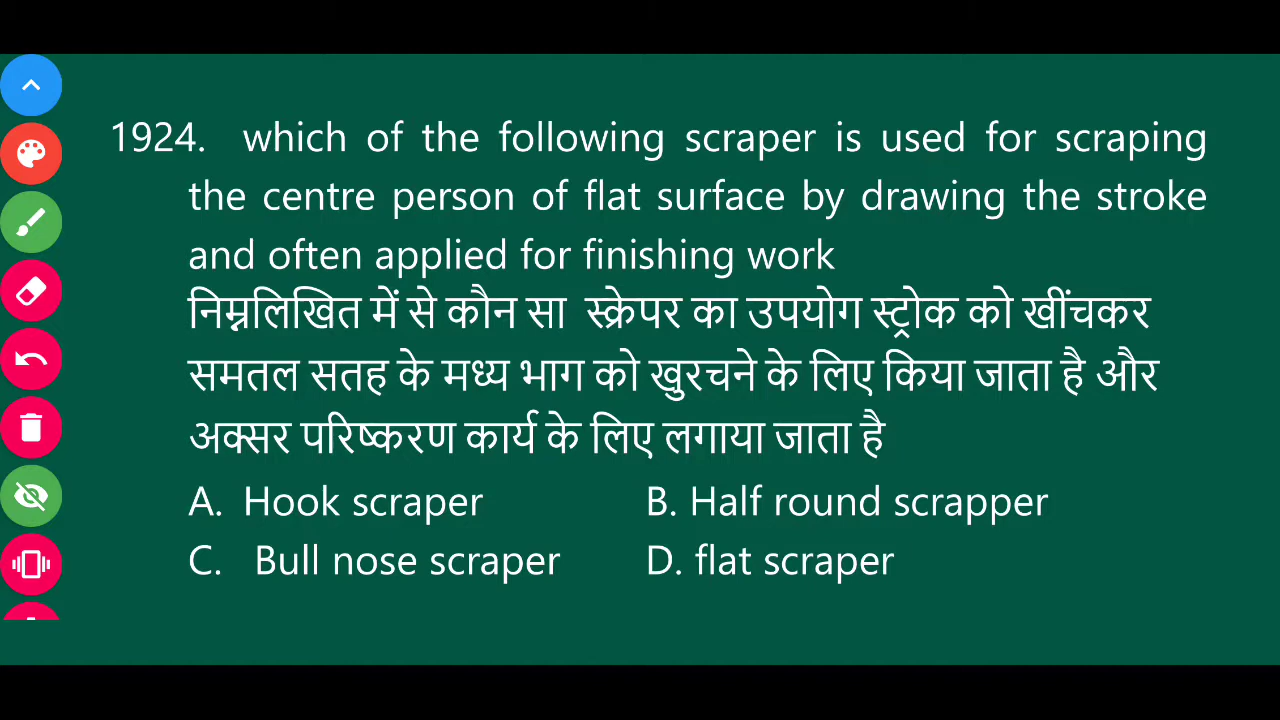 1924. which of the following scraper is used for scraping
the centre person of flat surface by drawing the stroke
and often applied for finishing work
निम्नलिखित में से कौन सा स्क्रेपर का उपयोग स्ट्रोक को खींचकर
समतल सतह के मध्य भाग को खुरचने के लिए किया जाता है और
अक्सर परिष्करण कार्य के लिए लगाया जाता है
A. Hook scraper B. Half round scrapper
C. Bull nose scraper D. flat scraper